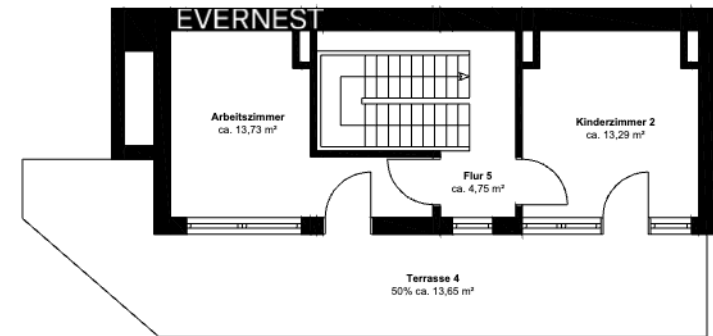 EVERNEST
Arbeitszimmer
ca. 13,73 m²
Kinderzimmer 2
ca. 13,29 m²
Flur 5
ca. 4,75 m²
Terrasse 4
50% ca. 13,65 m²